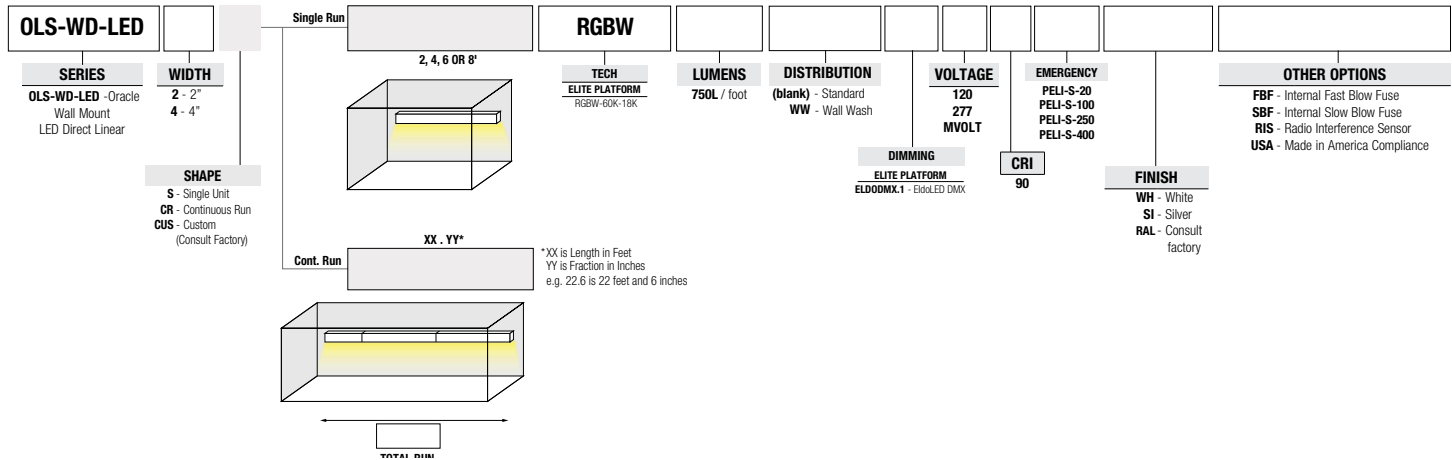 OLS-WD-LED
Single Run
RGBW
2, 4, 6 OR 8'
SERIES
OLS-WD-LED -Oracle
Wall Mount
LED Direct Linear
WIDTH
2 - 2"
4 - 4"
SHAPE
S - Single Unit
CR - Continuous Run
CUS - Custom
(Consult Factory)
TECH
ELITE PLATFORM
RGBW-60K-18K
LUMENS
750L / foot
DISTRIBUTION
(blank) - Standard
WW - Wall Wash
DIMMING
ELITE PLATFORM
ELDODMX.1 - EldoLED DMX
VOLTAGE
120
277
MVOLT
CRI
90
EMERGENCY
PELI-S-20
PELI-S-100
PELI-S-250
PELI-S-400
FINISH
WH - White
SI - Silver
RAL - Consult
factory
OTHER OPTIONS
FBF - Internal Fast Blow Fuse
SBF - Internal Slow Blow Fuse
RIS - Radio Interference Sensor
USA - Made in America Compliance
XX . YY*
Cont. Run
*XX is Length in Feet
YY is Fraction in Inches
e.g. 22.6 is 22 feet and 6 inches
TOTAL RUN